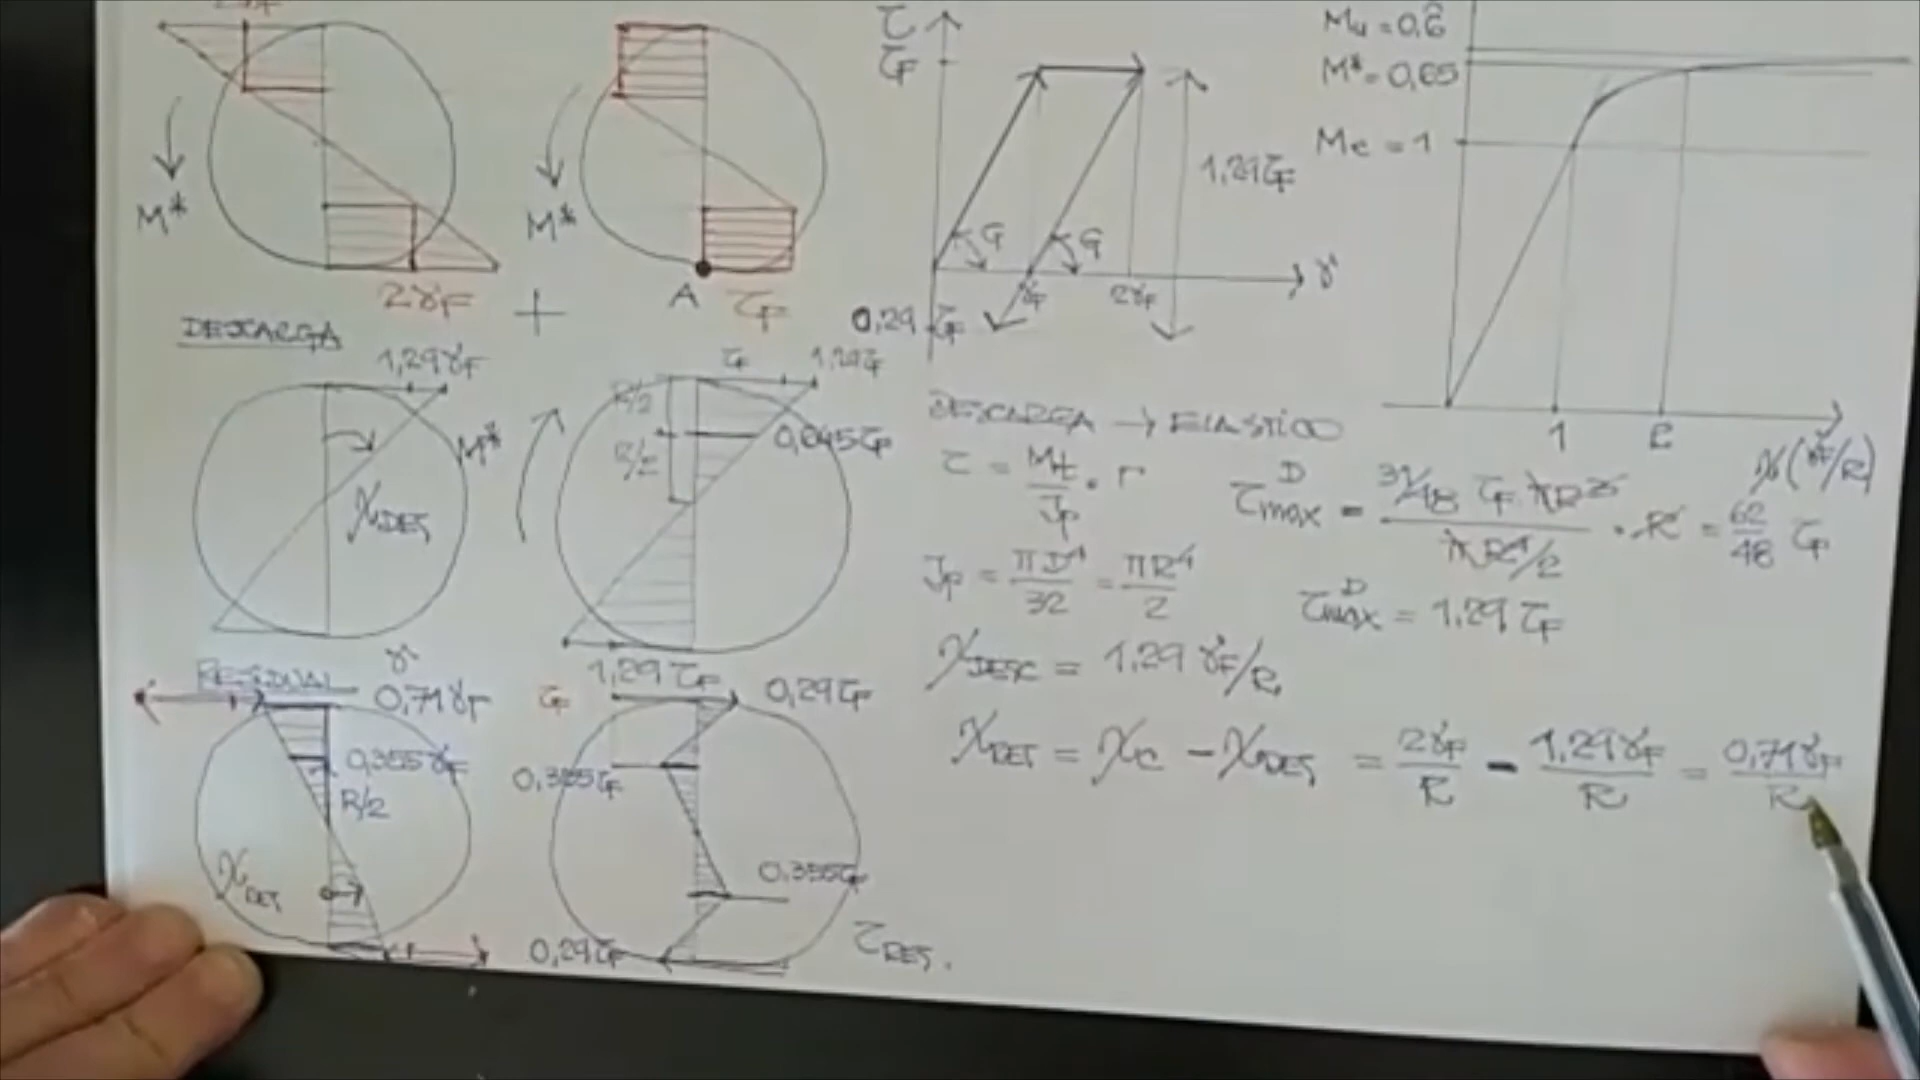 M*
2γF
M*
A
τF
+
τ
τF
0,29 τF
G
G
γF
2γF
γ
1,29τF
Mu = 0,6̂
M* = 0,65
Me = 1
1
2
χ(γF/R)
DESCARGA
1,29γF
M*
χDES
τF
1,29τF
R/2
R/2
0,645τF
1,29τF
DESCARGA → ELASTICO
τ = Mt/Jp · r
τmax^D = 31/48 τF πR³ / πR⁴/2 · R = 62/48 τF
Jp = πD⁴/32 = πR⁴/2
τmax^D = 1,29 τF
χDESC = 1,29 γF/R
RESIDUAL
γ
0,71γF
0,355γF
R/2
χRES
τF
0,29τF
0,355τF
0,355τF
0,29τF
τRES.
χRES = χC - χDES = 2γF/R - 1,29γF/R = 0,71γF/R